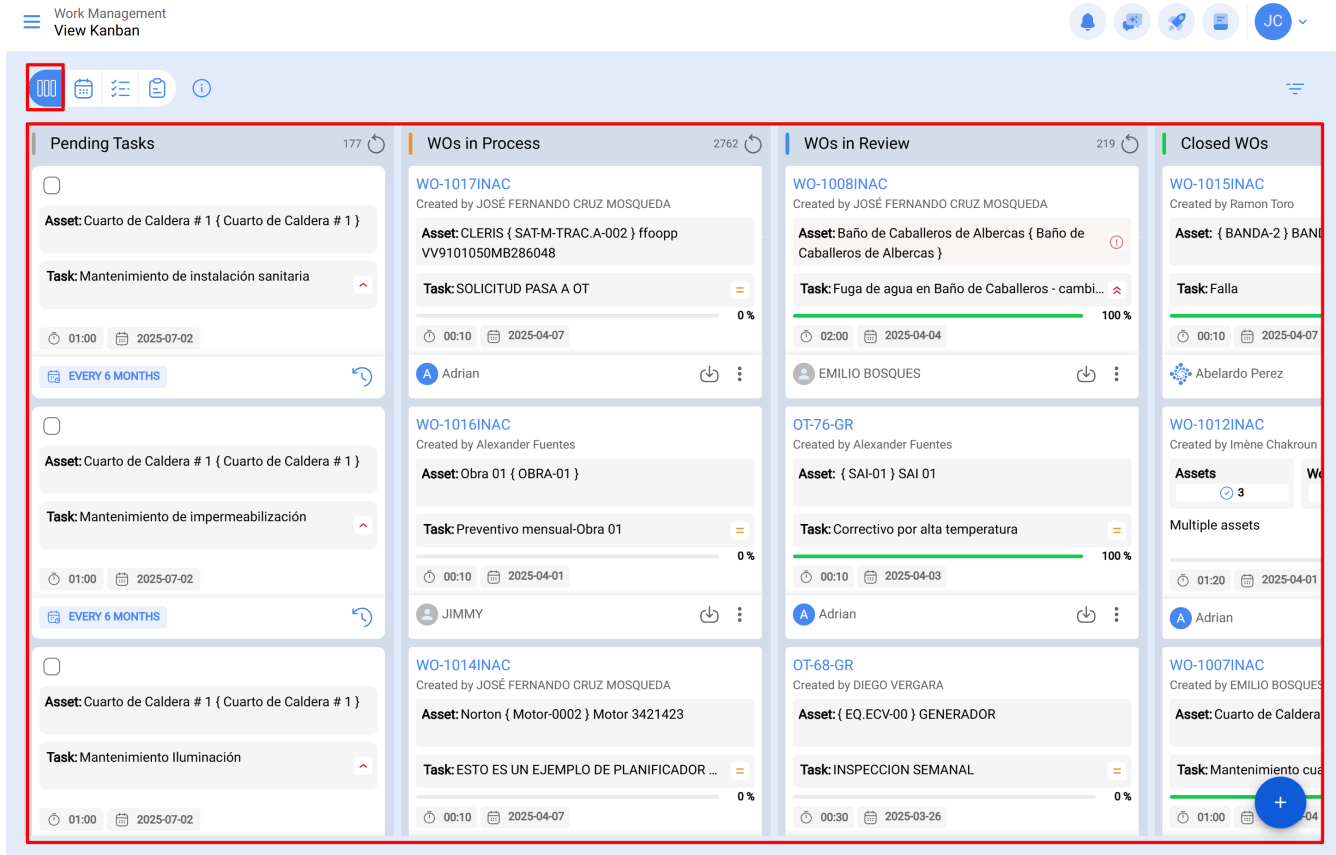 Work Management
View Kanban
JC
Pending Tasks
177
Asset: Cuarto de Caldera # 1 { Cuarto de Caldera # 1 }
Task: Mantenimiento de instalación sanitaria
01:00
2025-07-02
EVERY 6 MONTHS
Asset: Cuarto de Caldera # 1 { Cuarto de Caldera # 1 }
Task: Mantenimiento de impermeabilización
01:00
2025-07-02
EVERY 6 MONTHS
Asset: Cuarto de Caldera # 1 { Cuarto de Caldera # 1 }
Task: Mantenimiento Iluminación
01:00
2025-07-02
WOs in Process
2762
WO-1017INAC
Created by JOSÉ FERNANDO CRUZ MOSQUEDA
Asset: CLERIS { SAT-M-TRAC.A-002 } ffoopp
VV9101050MB286048
Task: SOLICITUD PASA A OT
0 %
00:10
2025-04-07
A Adrian
WO-1016INAC
Created by Alexander Fuentes
Asset: Obra 01 { OBRA-01 }
Task: Preventivo mensual-Obra 01
0 %
00:10
2025-04-01
JIMMY
WO-1014INAC
Created by JOSÉ FERNANDO CRUZ MOSQUEDA
Asset: Norton { Motor-0002 } Motor 3421423
Task: ESTO ES UN EJEMPLO DE PLANIFICADOR ...
0 %
00:10
2025-04-07
WOs in Review
219
WO-1008INAC
Created by JOSÉ FERNANDO CRUZ MOSQUEDA
Asset: Baño de Caballeros de Albercas { Baño de
Caballeros de Albercas }
Task: Fuga de agua en Baño de Caballeros - cambi...
100 %
02:00
2025-04-04
EMILIO BOSQUES
OT-76-GR
Created by Alexander Fuentes
Asset: { SAI-01 } SAI 01
Task: Correctivo por alta temperatura
100 %
00:10
2025-04-03
A Adrian
OT-68-GR
Created by DIEGO VERGARA
Asset: { EQ.ECV-00 } GENERADOR
Task: INSPECCION SEMANAL
0 %
00:30
2025-03-26
Closed WOs
WO-1015INAC
Created by Ramon Toro
Asset: { BANDA-2 } BAND
Task: Falla
00:10
2025-04-07
Abelardo Perez
WO-1012INAC
Created by Imène Chakroun
Assets
3
Multiple assets
01:20
2025-04-01
A Adrian
WO-1007INAC
Created by EMILIO BOSQUES
Asset: Cuarto de Caldera
Task: Mantenimiento cua
01:00
-04